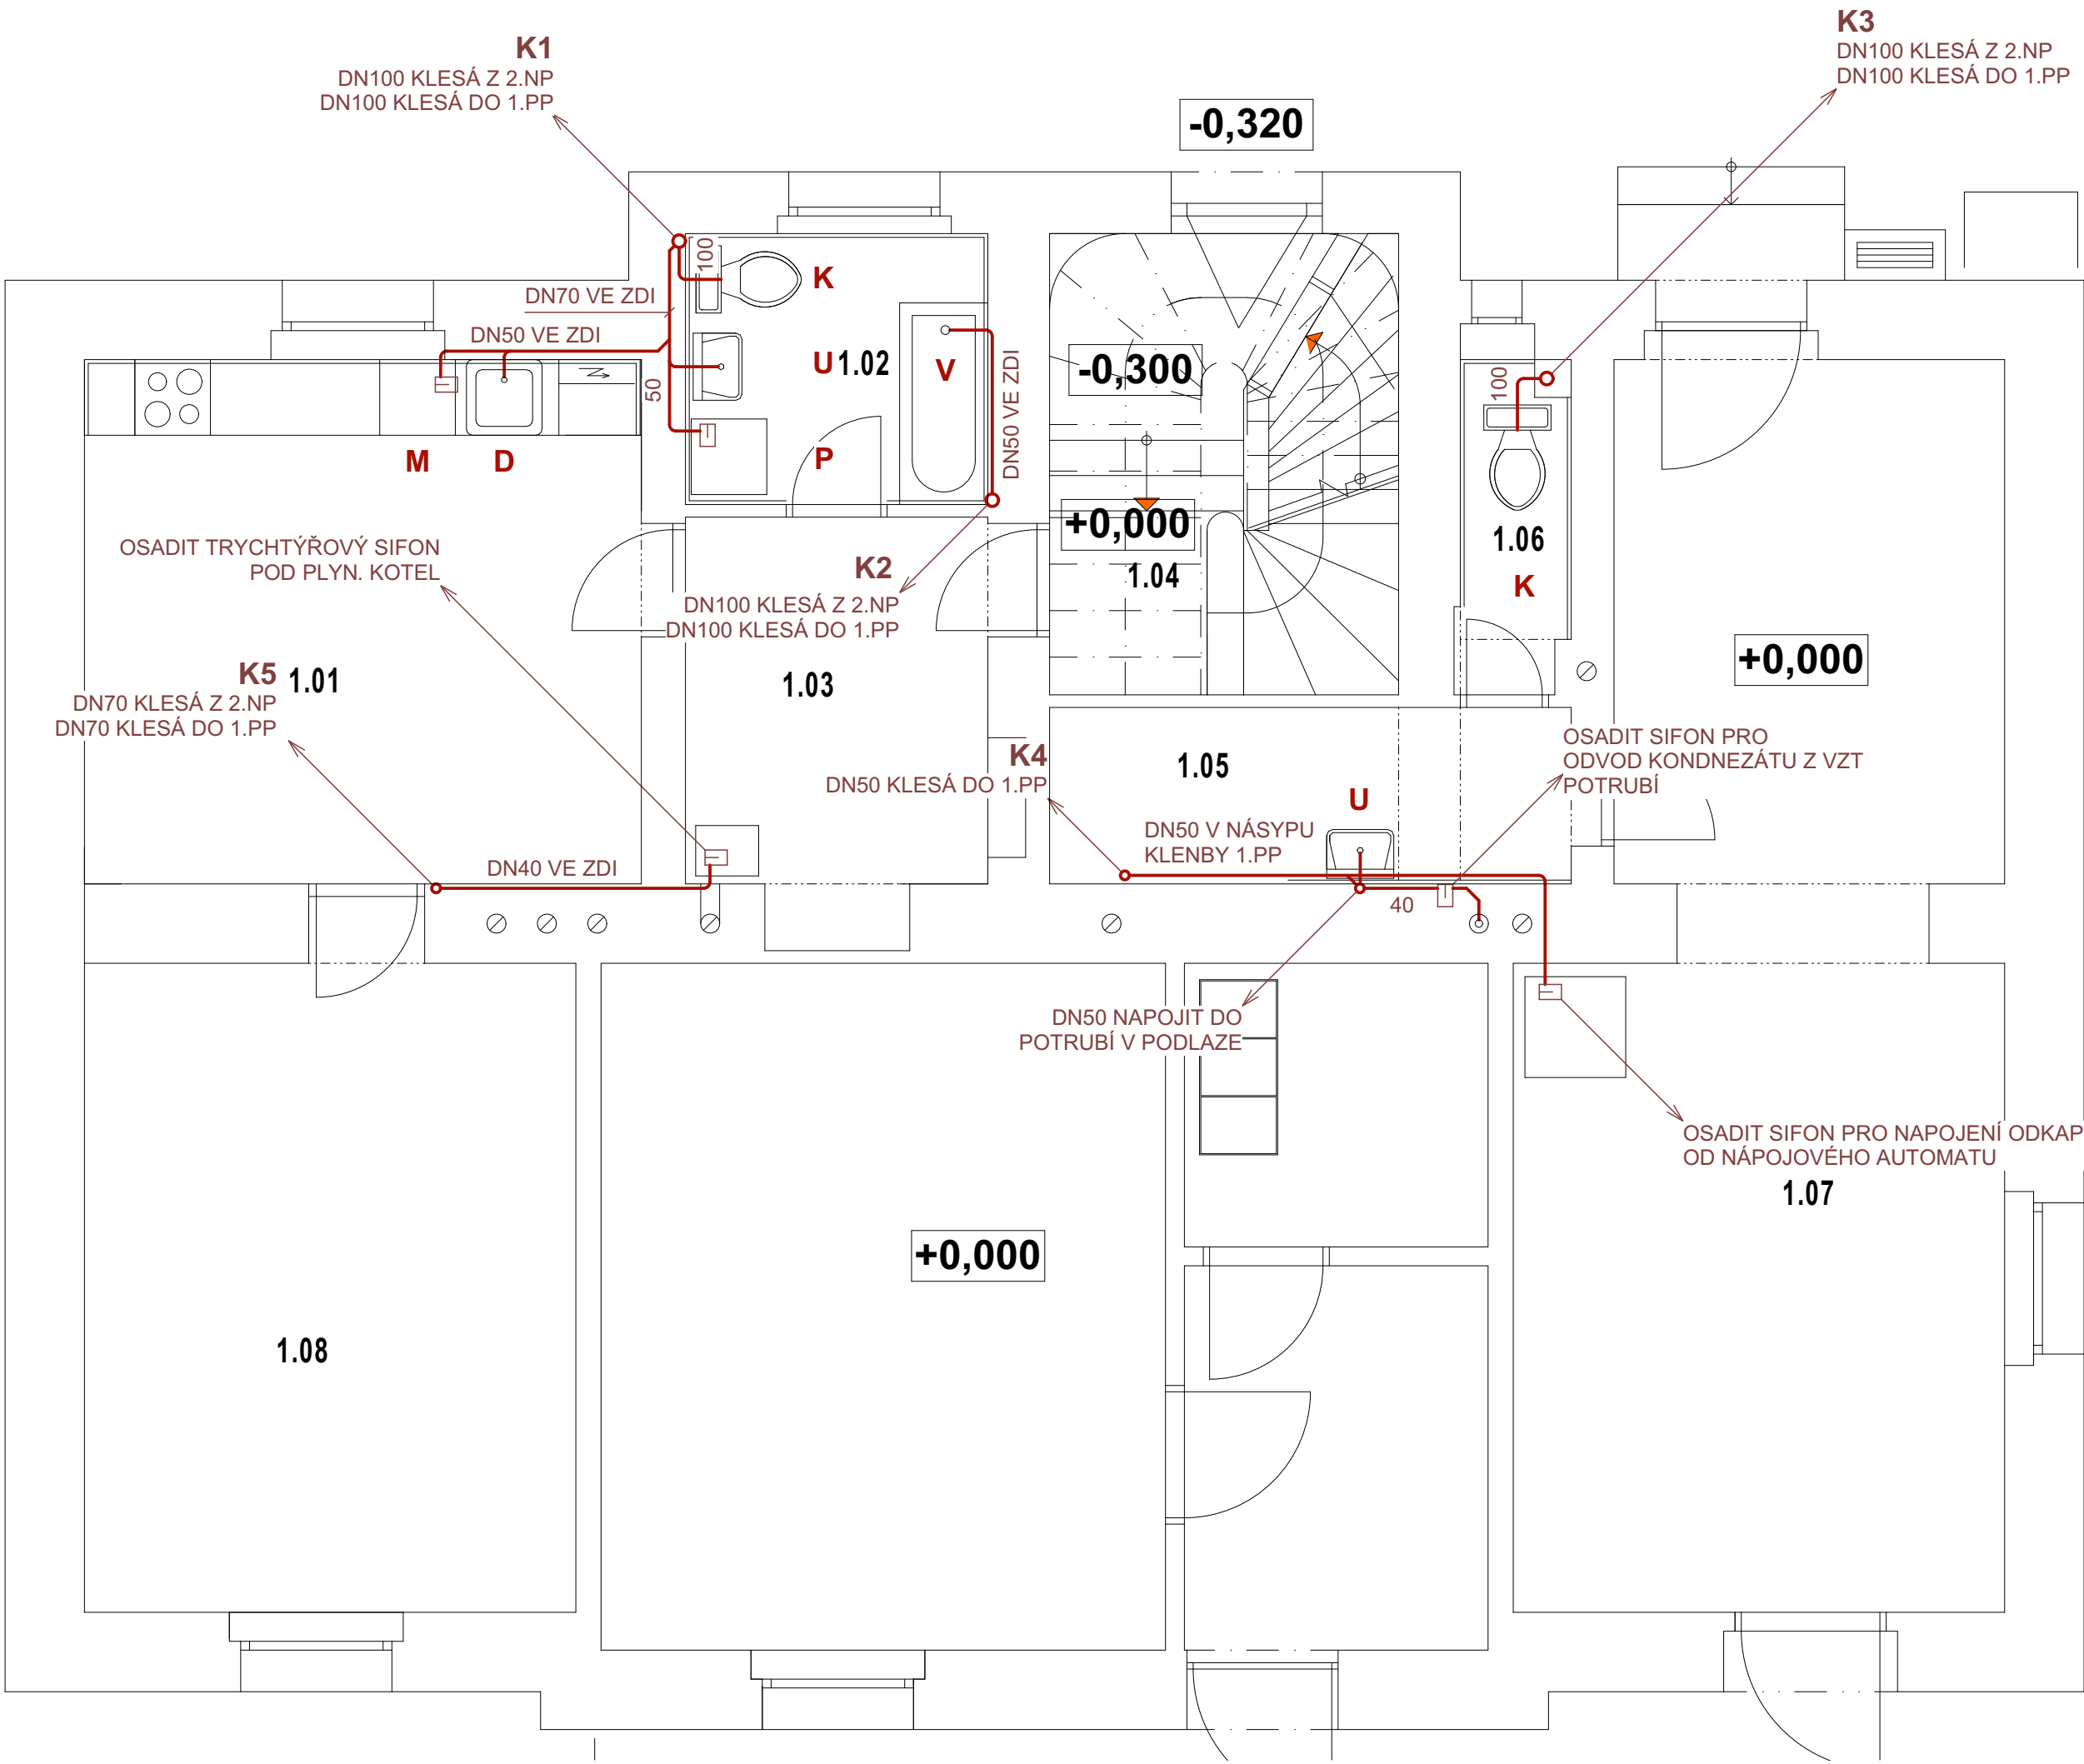 K1
DN100 KLESÁ Z 2.NP
DN100 KLESÁ DO 1.PP
K3
DN100 KLESÁ Z 2.NP
DN100 KLESÁ DO 1.PP
-0,320
100
K
DN70 VE ZDI
DN50 VE ZDI
50
U
1.02
V
DN50 VE ZDI
-0,300
100
M
D
P
+0,000
1.04
1.06
K
OSADIT TRYCHTÝŘOVÝ SIFON
POD PLYN. KOTEL
K2
DN100 KLESÁ Z 2.NP
DN100 KLESÁ DO 1.PP
+0,000
K5
DN70 KLESÁ Z 2.NP
DN70 KLESÁ DO 1.PP
1.01
1.03
K4
DN50 KLESÁ DO 1.PP
1.05
U
OSADIT SIFON PRO
ODVOD KONDNEZÁTU Z VZT
POTRUBÍ
DN50 V NÁSYPU
KLENBY 1.PP
DN40 VE ZDI
40
DN50 NAPOJIT DO
POTRUBÍ V PODLAZE
OSADIT SIFON PRO NAPOJENÍ ODKAP
OD NÁPOJOVÉHO AUTOMATU
1.07
+0,000
1.08